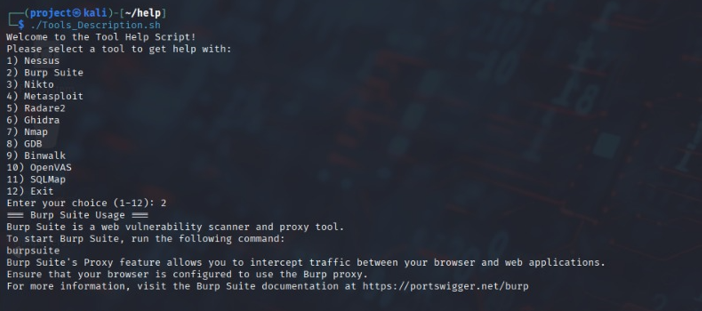 ┌──(project㉿kali)-[~/help]
└─$ ./Tools_Description.sh
Welcome to the Tool Help Script!
Please select a tool to get help with:
1) Nessus
2) Burp Suite
3) Nikto
4) Metasploit
5) Radare2
6) Ghidra
7) Nmap
8) GDB
9) Binwalk
10) OpenVAS
11) SQLMap
12) Exit
Enter your choice (1-12): 2
=== Burp Suite Usage ===
Burp Suite is a web vulnerability scanner and proxy tool.
To start Burp Suite, run the following command:
burpsuite
Burp Suite's Proxy feature allows you to intercept traffic between your browser and web applications.
Ensure that your browser is configured to use the Burp proxy.
For more information, visit the Burp Suite documentation at https://portswigger.net/burp